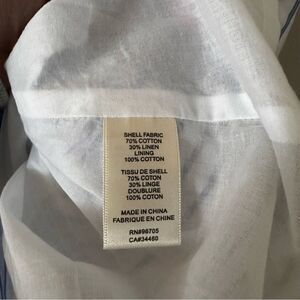 SHELL FABRIC
70% COTTON
30% LINEN
LINING
100% COTTON
TISSU DE SHELL
70% COTON
30% LINGE
DOUBLURE
100% COTON
MADE IN CHINA
FABRIQUÉ EN CHINE
RN#96705
CA#34460